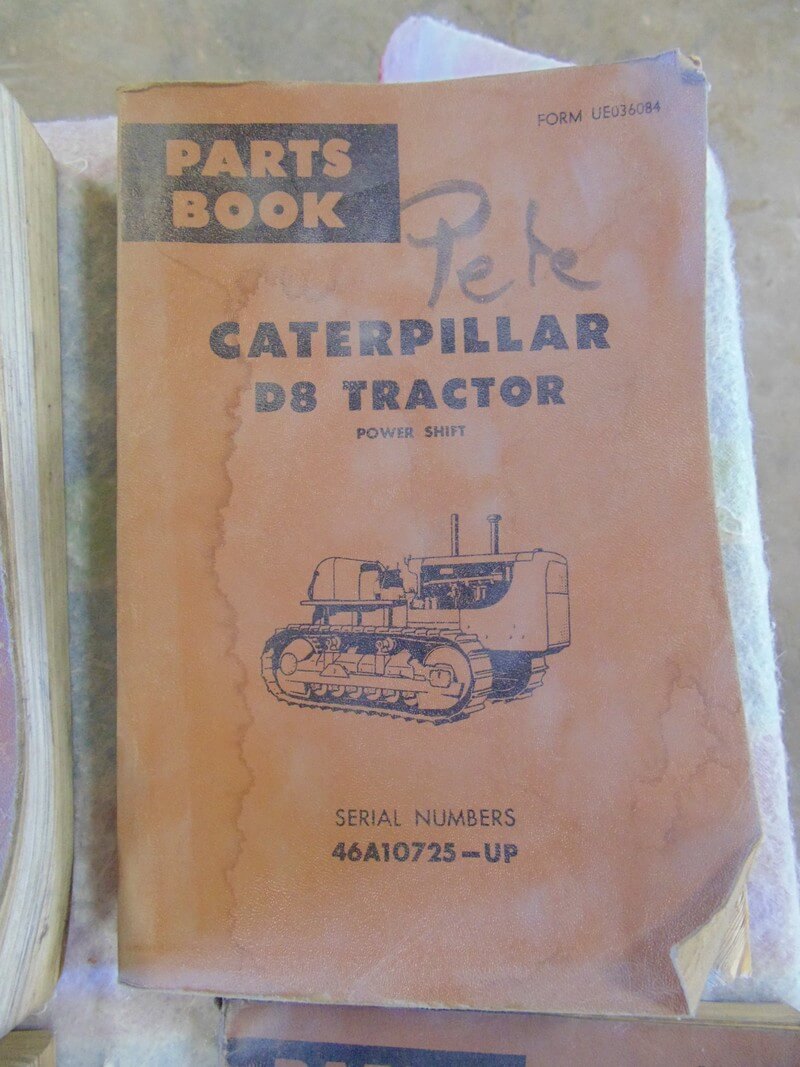 FORM UE036084
PARTS
BOOK
Pete
CATERPILLAR
D8 TRACTOR
POWER SHIFT
SERIAL NUMBERS
46A10725-UP